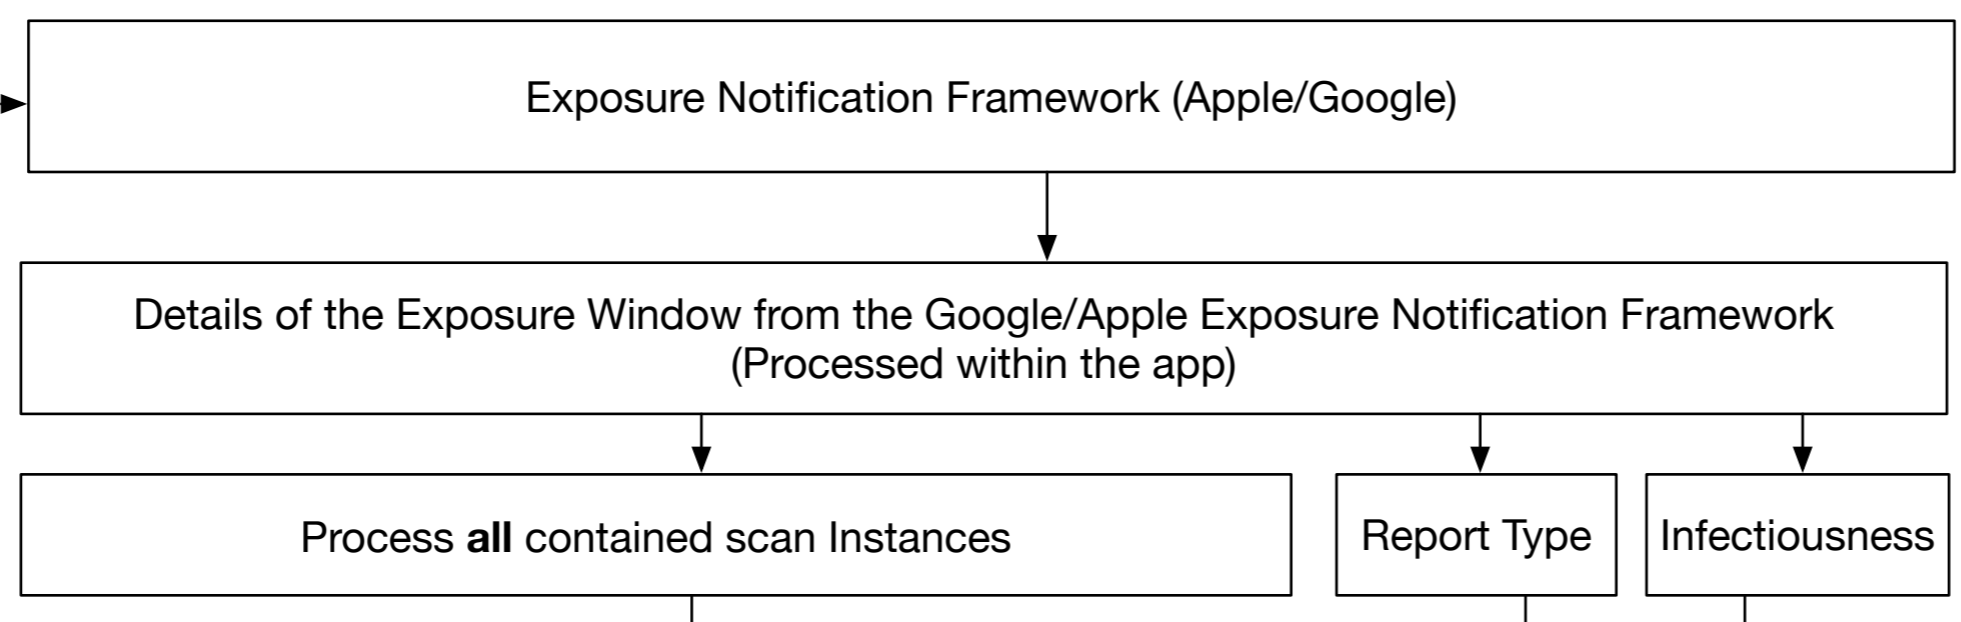 Exposure Notification Framework (Apple/Google)
Details of the Exposure Window from the Google/Apple Exposure Notification Framework
(Processed within the app)
Process all contained scan Instances
Report Type
Infectiousness